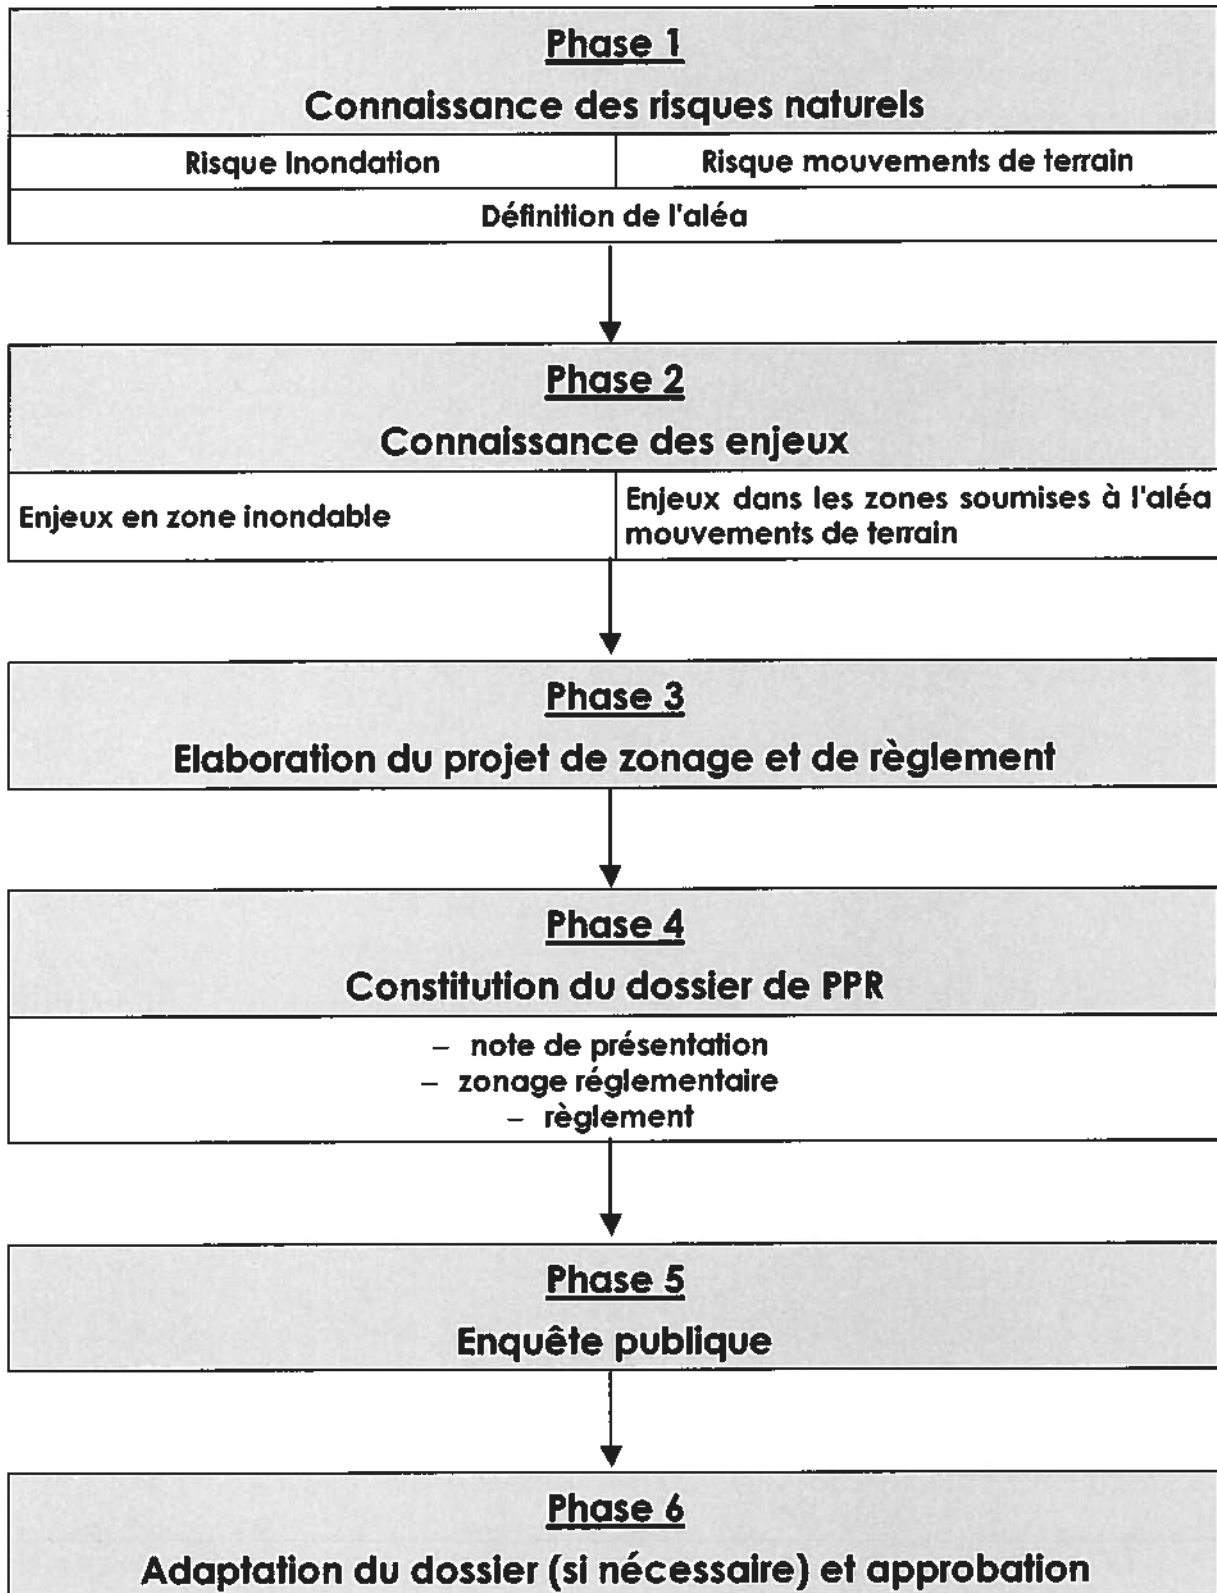 Phase 1
Connaissance des risques naturels
Risque Inondation
Risque mouvements de terrain
Définition de l'aléa
Phase 2
Connaissance des enjeux
Enjeux en zone inondable
Enjeux dans les zones soumises à l'aléa
mouvements de terrain
Phase 3
Elaboration du projet de zonage et de règlement
Phase 4
Constitution du dossier de PPR
– note de présentation
– zonage réglementaire
– règlement
Phase 5
Enquête publique
Phase 6
Adaptation du dossier (si nécessaire) et approbation